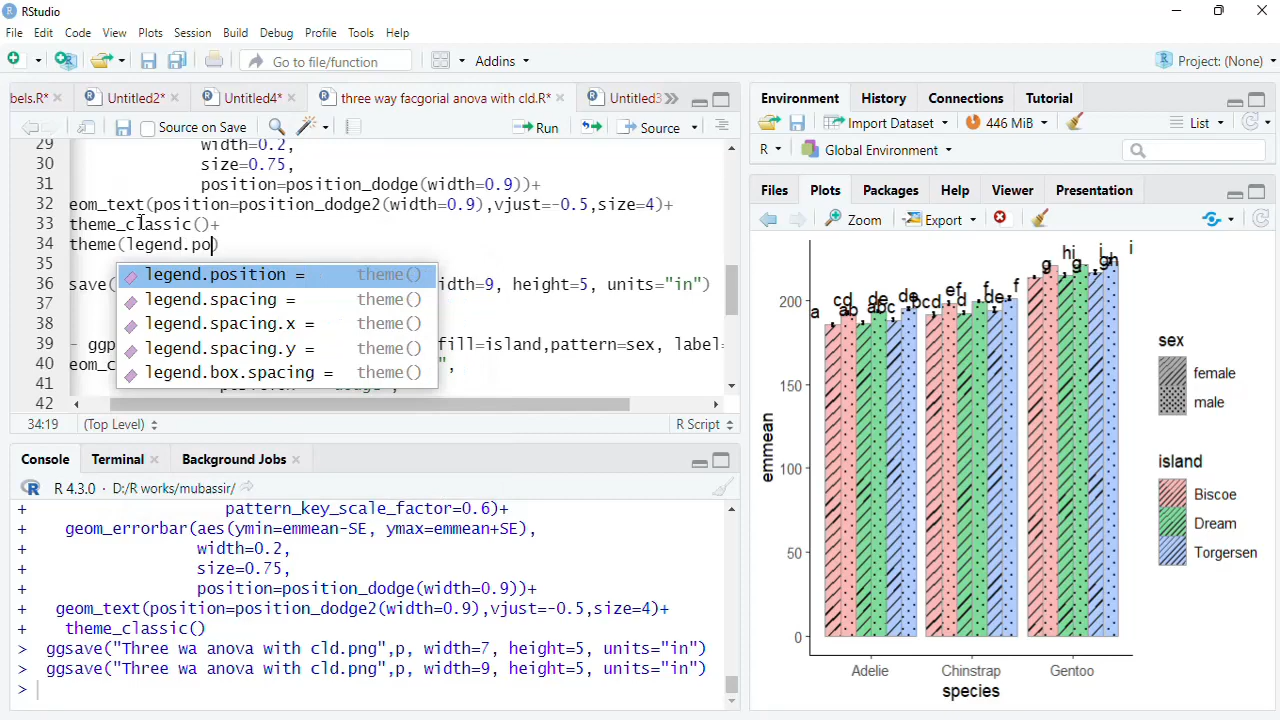 RStudio
File Edit Code View Plots Session Build Debug Profile Tools Help
Go to file/function Addins Project: (None)
bels.R* Untitled2* Untitled4* three way facgorial anova with cld.R* Untitled3
Source on Save Run Source
29 width=0.2,
30 size=0.75,
31 position=position_dodge(width=0.9))+
32 eom_text(position=position_dodge2(width=0.9),vjust=-0.5,size=4)+
33 theme_classic()+
34 theme(legend.po)
35
36 save( idth=9, height=5, units="in")
37
38
39 - ggp fill=island,pattern=sex, label=
40 eom_c ",
41
42
legend.position = theme()
legend.spacing = theme()
legend.spacing.x = theme()
legend.spacing.y = theme()
legend.box.spacing = theme()
34:19 (Top Level) R Script
Console Terminal Background Jobs
R 4.3.0 · D:/R works/mubassir/
+ pattern_key_scale_factor=0.6)+
+ geom_errorbar(aes(ymin=emmean-SE, ymax=emmean+SE),
+ width=0.2,
+ size=0.75,
+ position=position_dodge(width=0.9))+
+ geom_text(position=position_dodge2(width=0.9),vjust=-0.5,size=4)+
+ theme_classic()
> ggsave("Three wa anova with cld.png",p, width=7, height=5, units="in")
> ggsave("Three wa anova with cld.png",p, width=9, height=5, units="in")
>
Environment History Connections Tutorial
Import Dataset 446 MiB List
R Global Environment
Files Plots Packages Help Viewer Presentation
Zoom Export
a cd ab de abc de bcd ef d f de f g hi g i gh i
200
150
100
50
0
emmean
Adelie Chinstrap Gentoo
species
sex
female
male
island
Biscoe
Dream
Torgersen